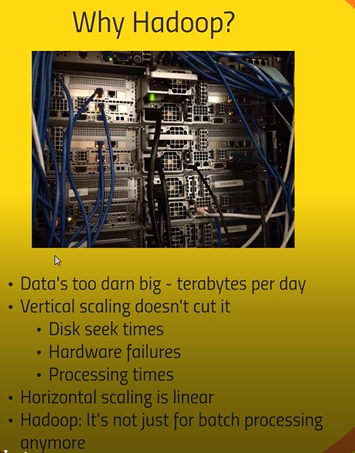 Why Hadoop?
• Data's too darn big - terabytes per day
• Vertical scaling doesn't cut it
• Disk seek times
• Hardware failures
• Processing times
• Horizontal scaling is linear
• Hadoop: It's not just for batch processing
anymore